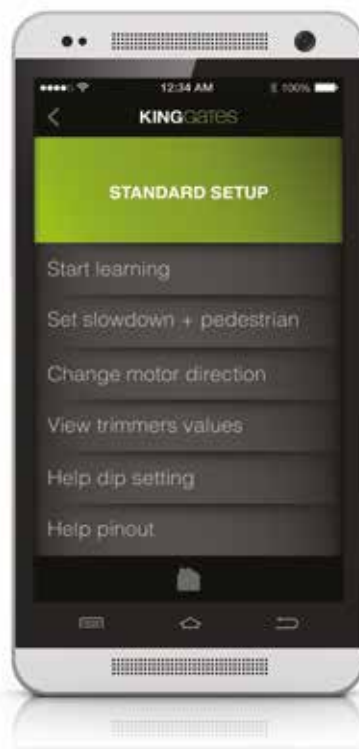 12:34 AM 100%
KINGGates
STANDARD SETUP
Start learning
Set slowdown + pedestrian
Change motor direction
View trimmers values
Help dip setting
Help pinout